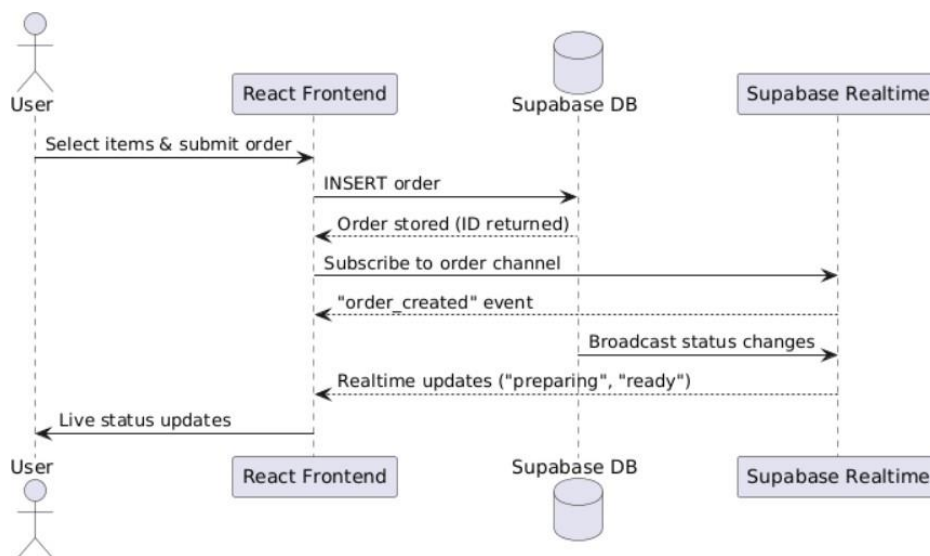 User
React Frontend
Supabase DB
Supabase Realtime
Select items & submit order
INSERT order
Order stored (ID returned)
Subscribe to order channel
"order_created" event
Broadcast status changes
Realtime updates ("preparing", "ready")
Live status updates
User
React Frontend
Supabase DB
Supabase Realtime